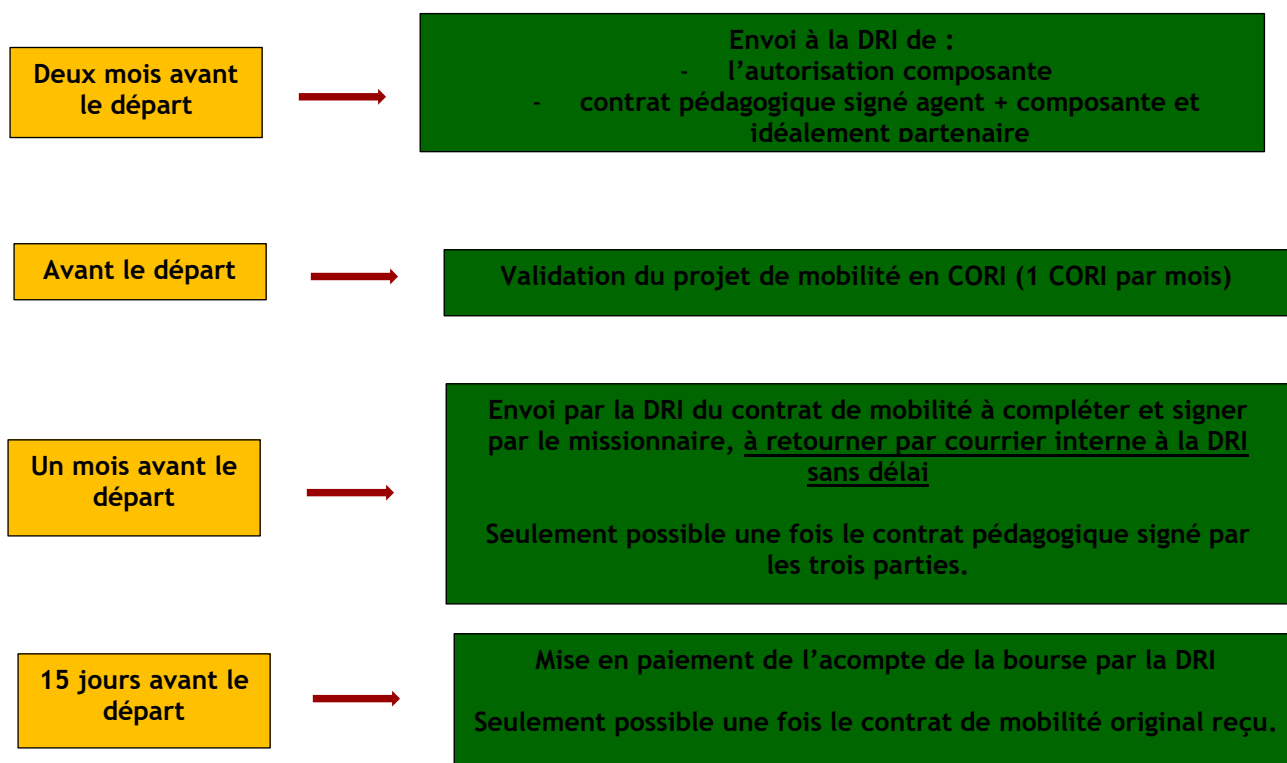 Deux mois avant
le départ
Envoi à la DRI de :
- l’autorisation composante
- contrat pédagogique signé agent + composante et
idéalement partenaire
Avant le départ
Validation du projet de mobilité en CORI (1 CORI par mois)
Un mois avant le
départ
Envoi par la DRI du contrat de mobilité à compléter et signer
par le missionnaire, à retourner par courrier interne à la DRI
sans délai
Seulement possible une fois le contrat pédagogique signé par
les trois parties.
15 jours avant le
départ
Mise en paiement de l’acompte de la bourse par la DRI
Seulement possible une fois le contrat de mobilité original reçu.